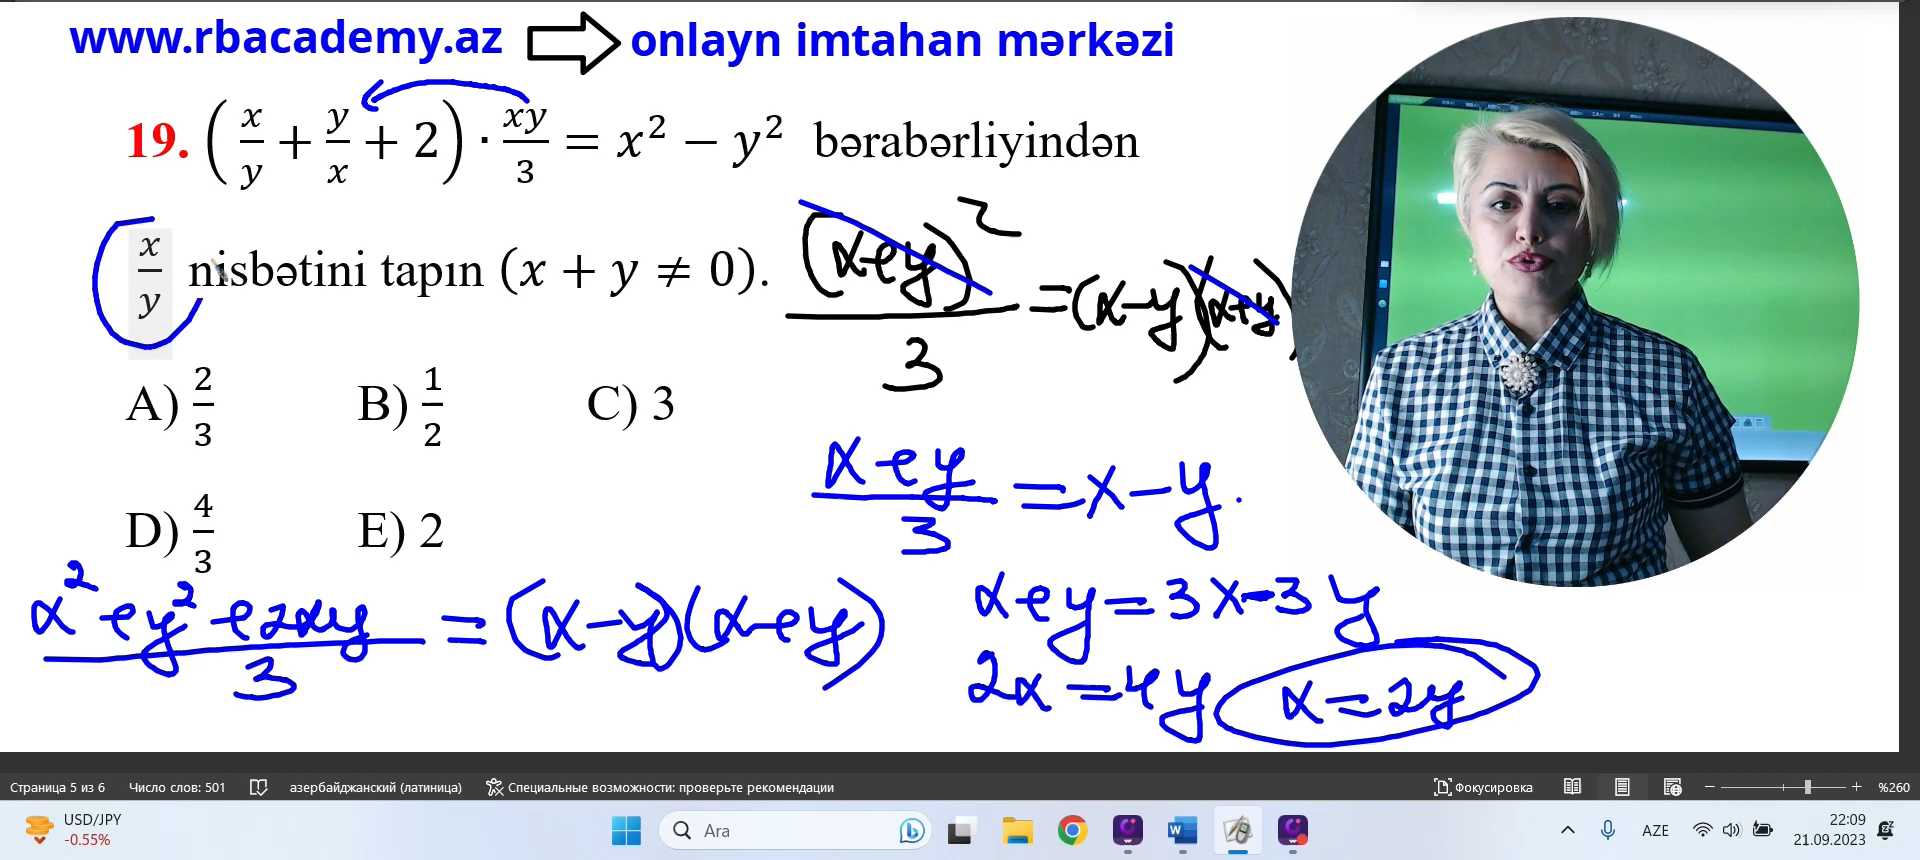 www.rbacademy.az onlayn imtahan mərkəzi
19. (x/y + y/x + 2) · xy/3 = x² − y² bərabərliyindən
x/y nisbətini tapın (x + y ≠ 0).
(x+y)²/3 = (x−y)(x+y)
A) 2/3 B) 1/2 C) 3
D) 4/3 E) 2
x+y/3 = x−y.
x²+y²+2xy/3 = (x−y)(x+y)
x+y=3x−3y
2x=4y x=2y
Страница 5 из 6 Число слов: 501 азербайджанский (латиница) Специальные возможности: проверьте рекомендации Фокусировка %260
USD/JPY
-0.55%
Ara
AZE
22:09
21.09.2023